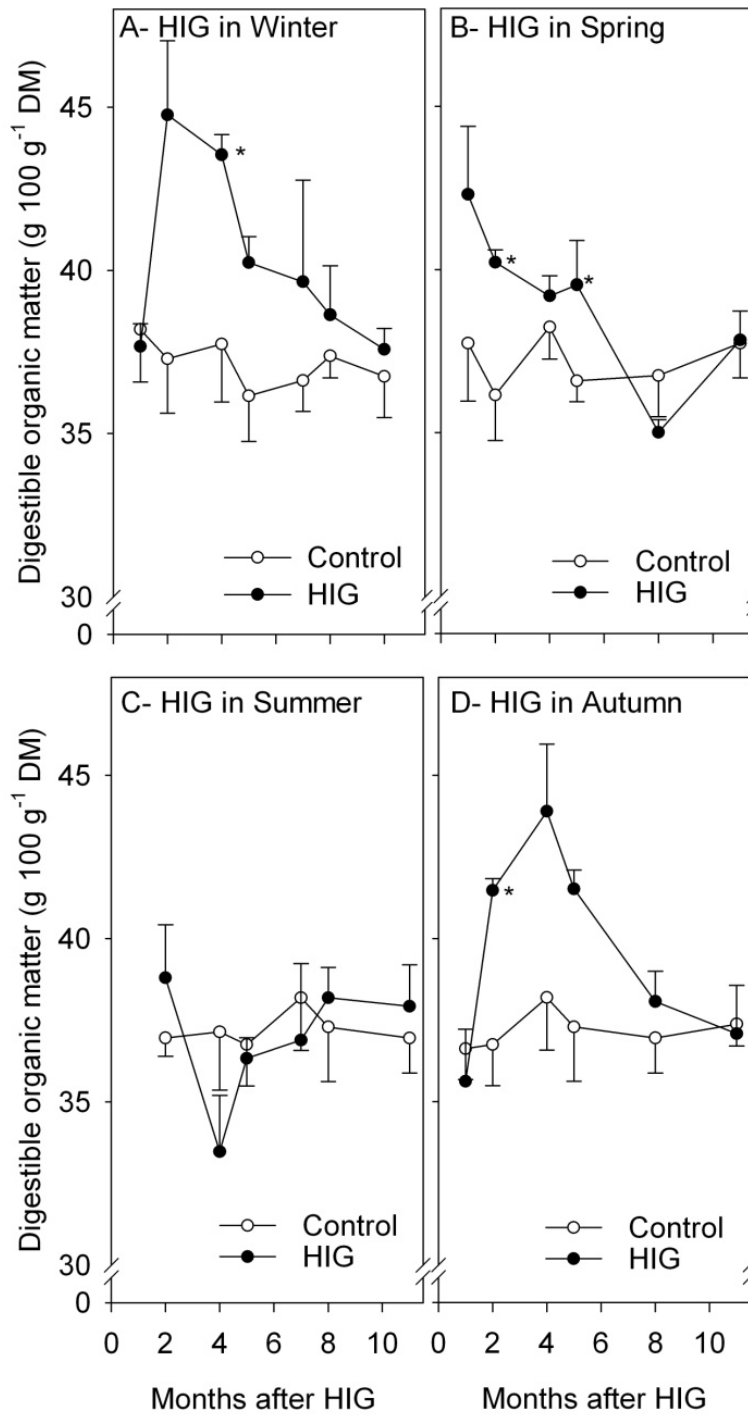 A- HIG in Winter
B- HIG in Spring
Digestible organic matter (g 100 g⁻¹ DM)
45
40
35
30
0
*
*
*
Control
HIG
Control
HIG
C- HIG in Summer
D- HIG in Autumn
Digestible organic matter (g 100 g⁻¹ DM)
45
40
35
30
0
*
Control
HIG
Control
HIG
0 2 4 6 8 10
0 2 4 6 8 10
Months after HIG
Months after HIG